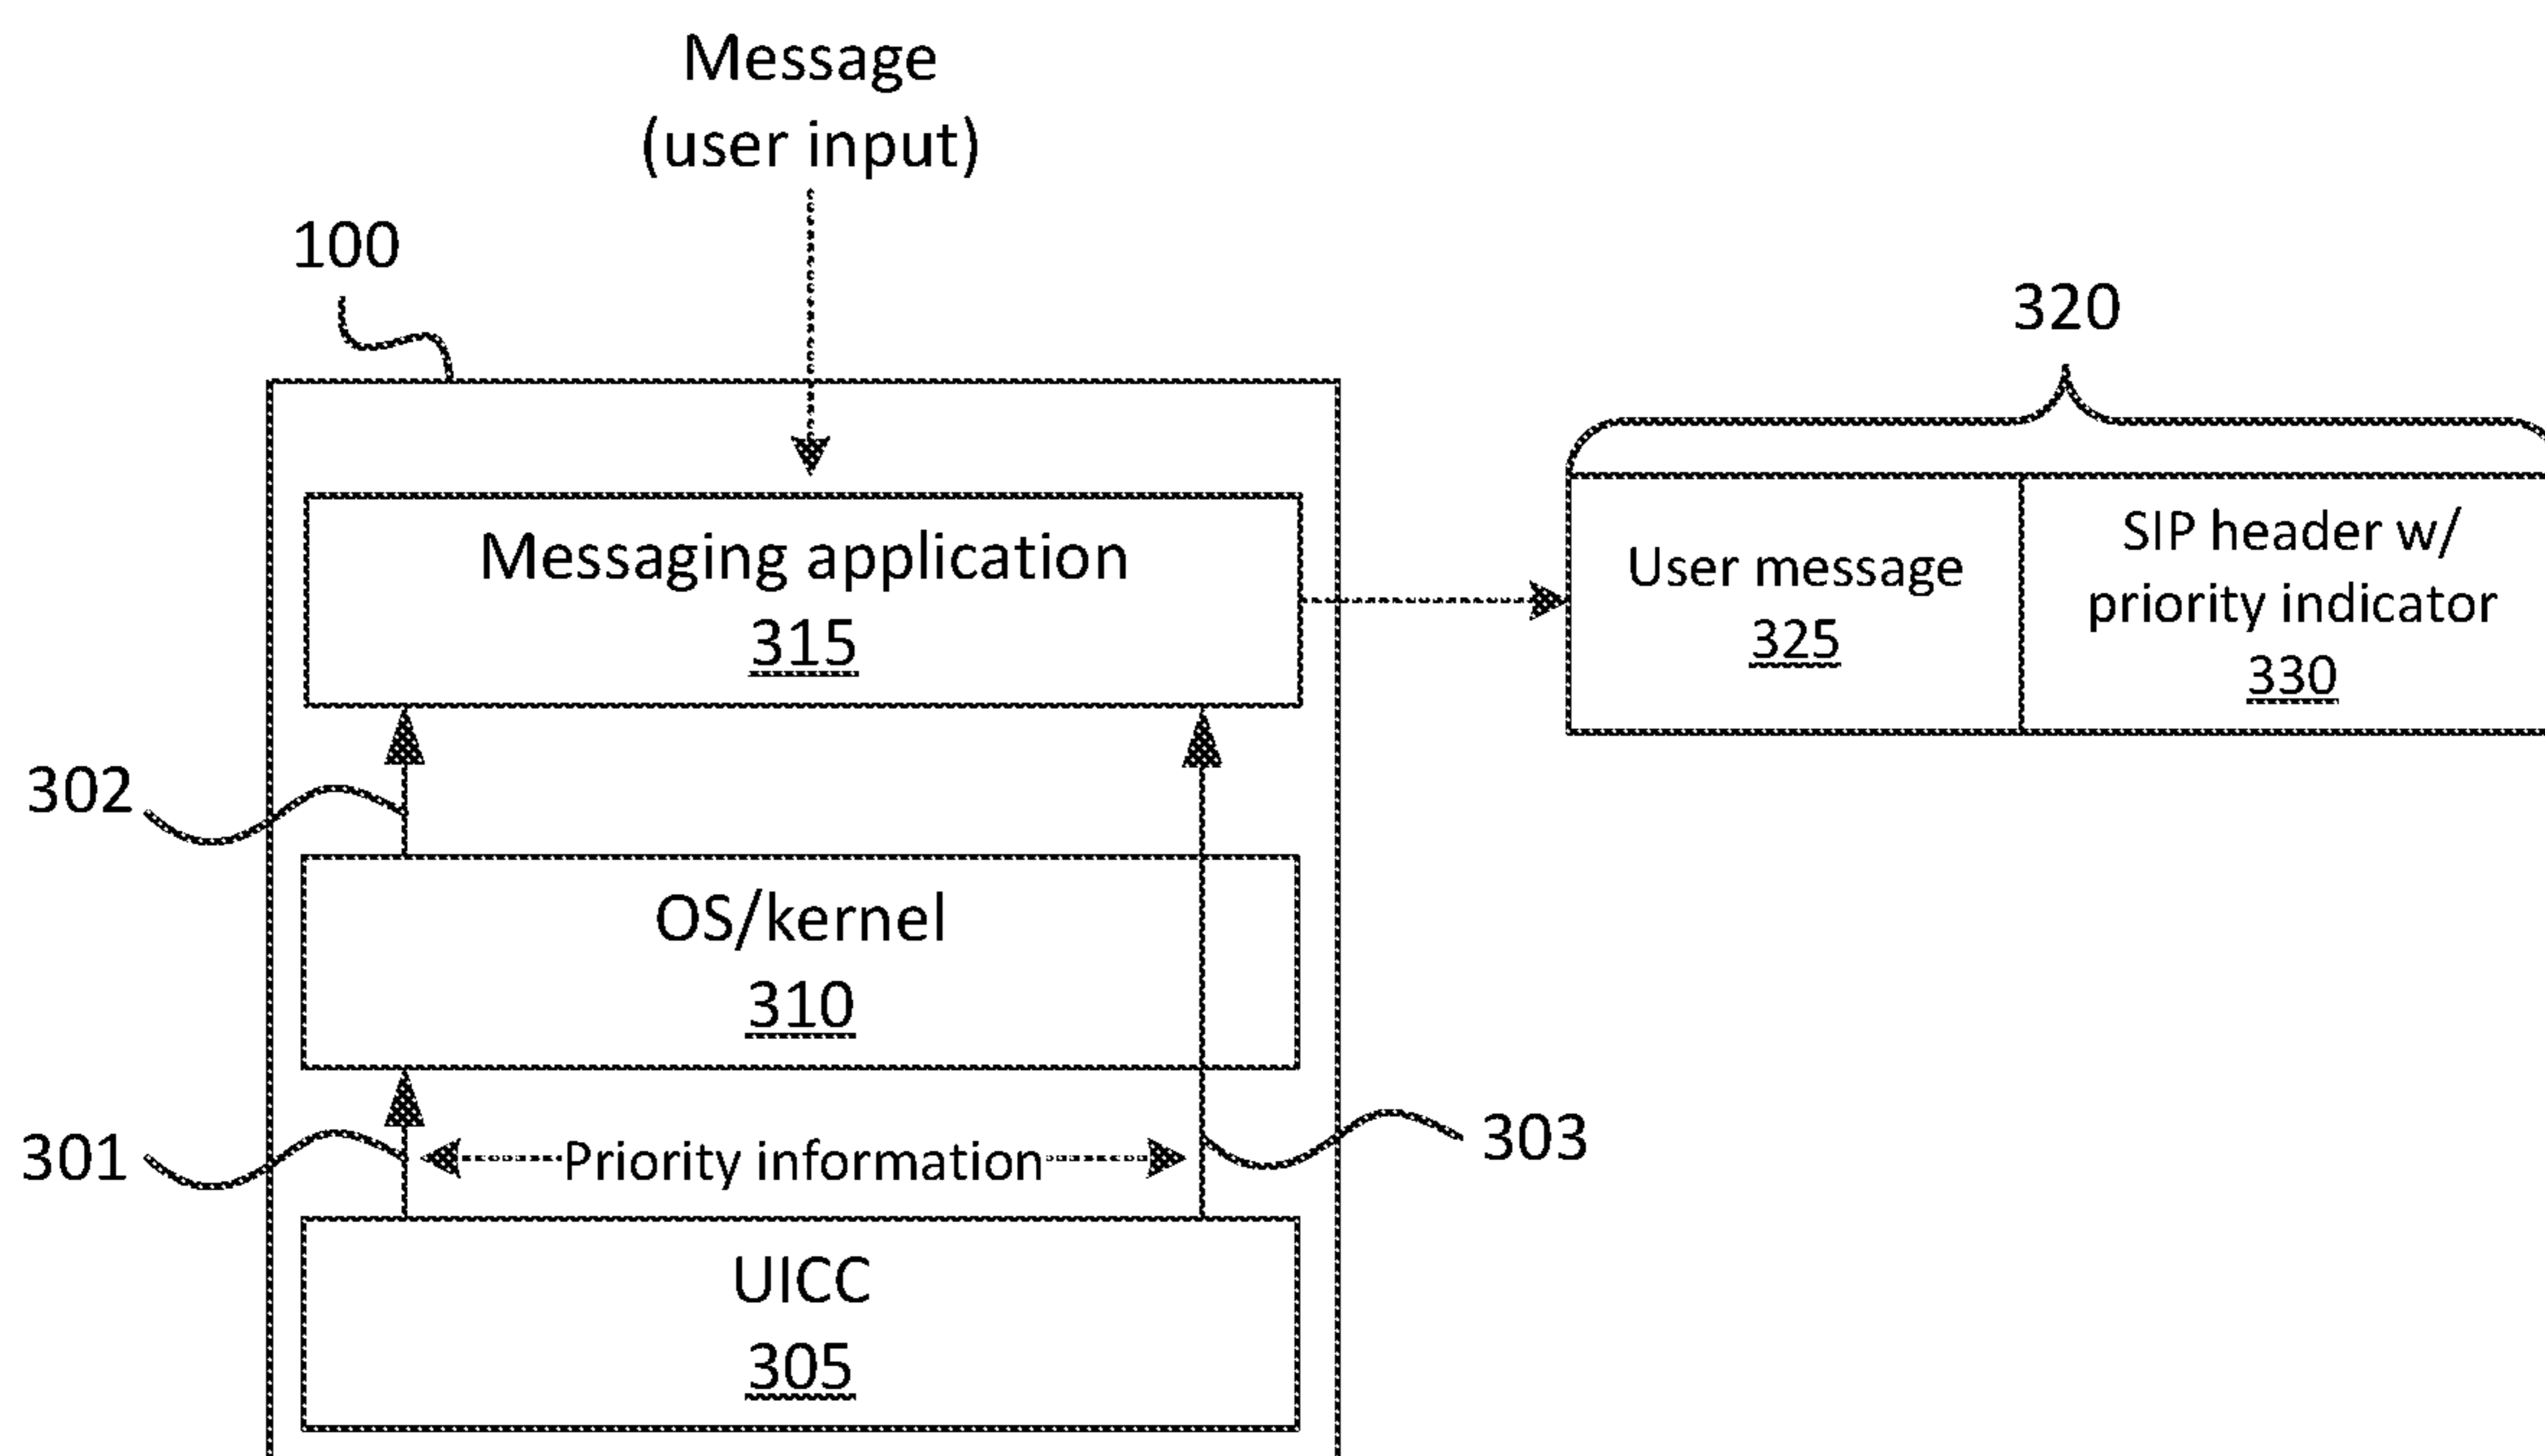 Message
(user input)
100
320
Messaging application
315
User message
325
SIP header w/
priority indicator
330
302
OS/kernel
310
301
Priority information
303
UICC
305